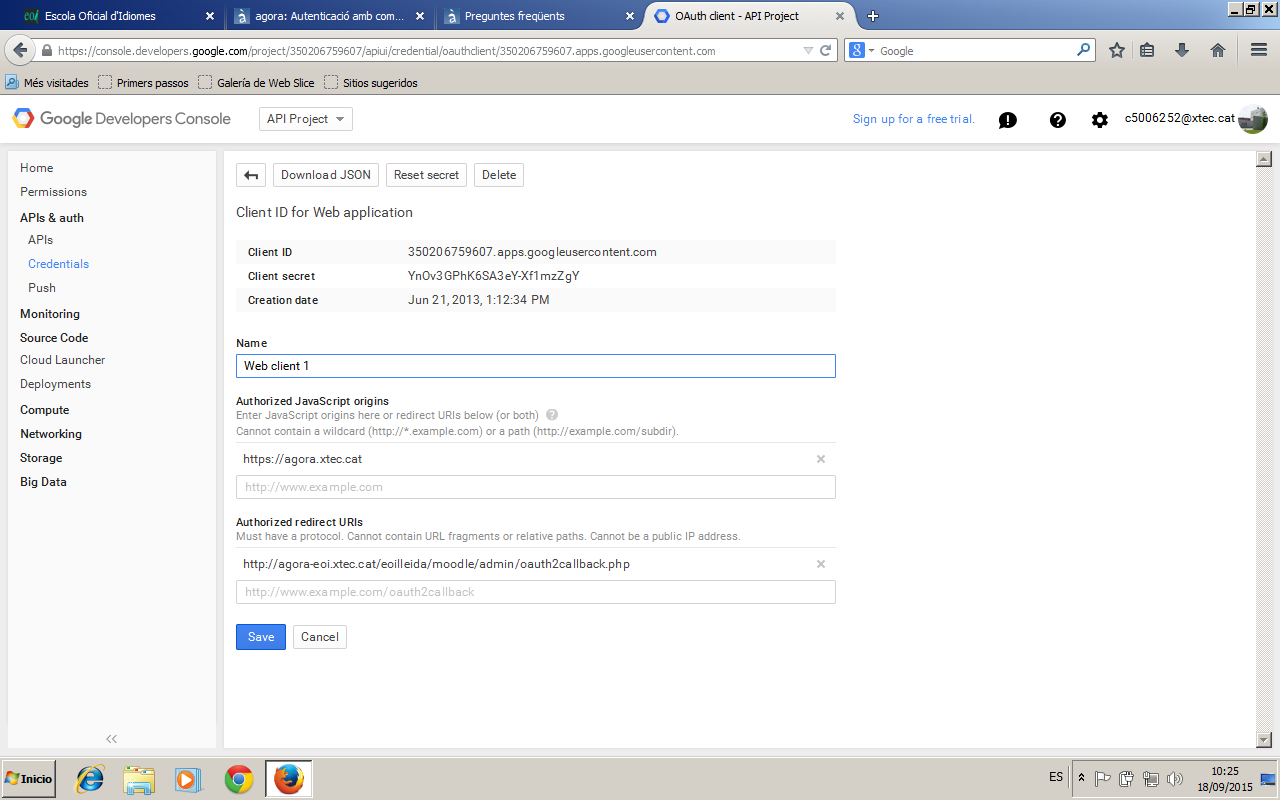 Escola Oficial d'Idiomes
agora: Autenticació amb com...
Preguntes freqüents
OAuth client - API Project
https://console.developers.google.com/project/350206759607/apiui/credential/oauthclient/350206759607.apps.googleusercontent.com
Google
Més visitades
Primers passos
Galería de Web Slice
Sitios sugeridos
Google Developers Console
API Project
Sign up for a free trial.
c5006252@xtec.cat
Home
Permissions
APIs & auth
APIs
Credentials
Push
Monitoring
Source Code
Cloud Launcher
Deployments
Compute
Networking
Storage
Big Data
Download JSON
Reset secret
Delete
Client ID for Web application
Client ID 350206759607.apps.googleusercontent.com
Client secret YnOv3GPhK6SA3eY-Xf1mzZgY
Creation date Jun 21, 2013, 1:12:34 PM
Name
Web client 1
Authorized JavaScript origins
Enter JavaScript origins here or redirect URIs below (or both)
Cannot contain a wildcard (http://*.example.com) or a path (http://example.com/subdir).
https://agora.xtec.cat
http://www.example.com
Authorized redirect URIs
Must have a protocol. Cannot contain URL fragments or relative paths. Cannot be a public IP address.
http://agora-eoi.xtec.cat/eoilleida/moodle/admin/oauth2callback.php
http://www.example.com/oauth2callback
Save
Cancel
Inicio
ES
10:25
18/09/2015